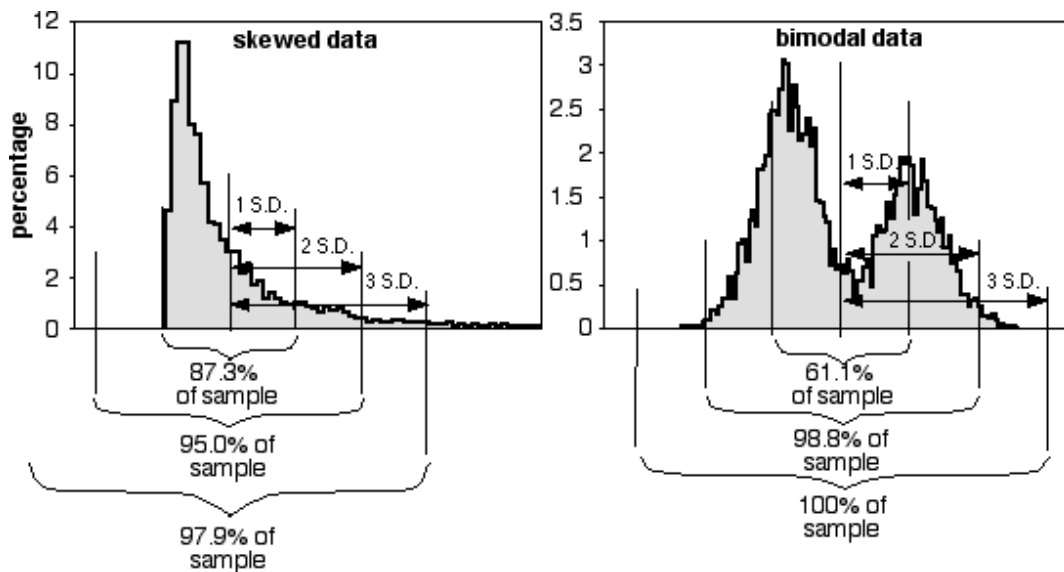 skewed data
percentage
12
10
8
6
4
2
0
1 S.D.
2 S.D.
3 S.D.
87.3%
of sample
95.0% of
sample
97.9% of
sample
bimodal data
3.5
3
2.5
2
1.5
1
0.5
0
1 S.D.
2 S.D.
3 S.D.
61.1%
of sample
98.8% of
sample
100% of
sample